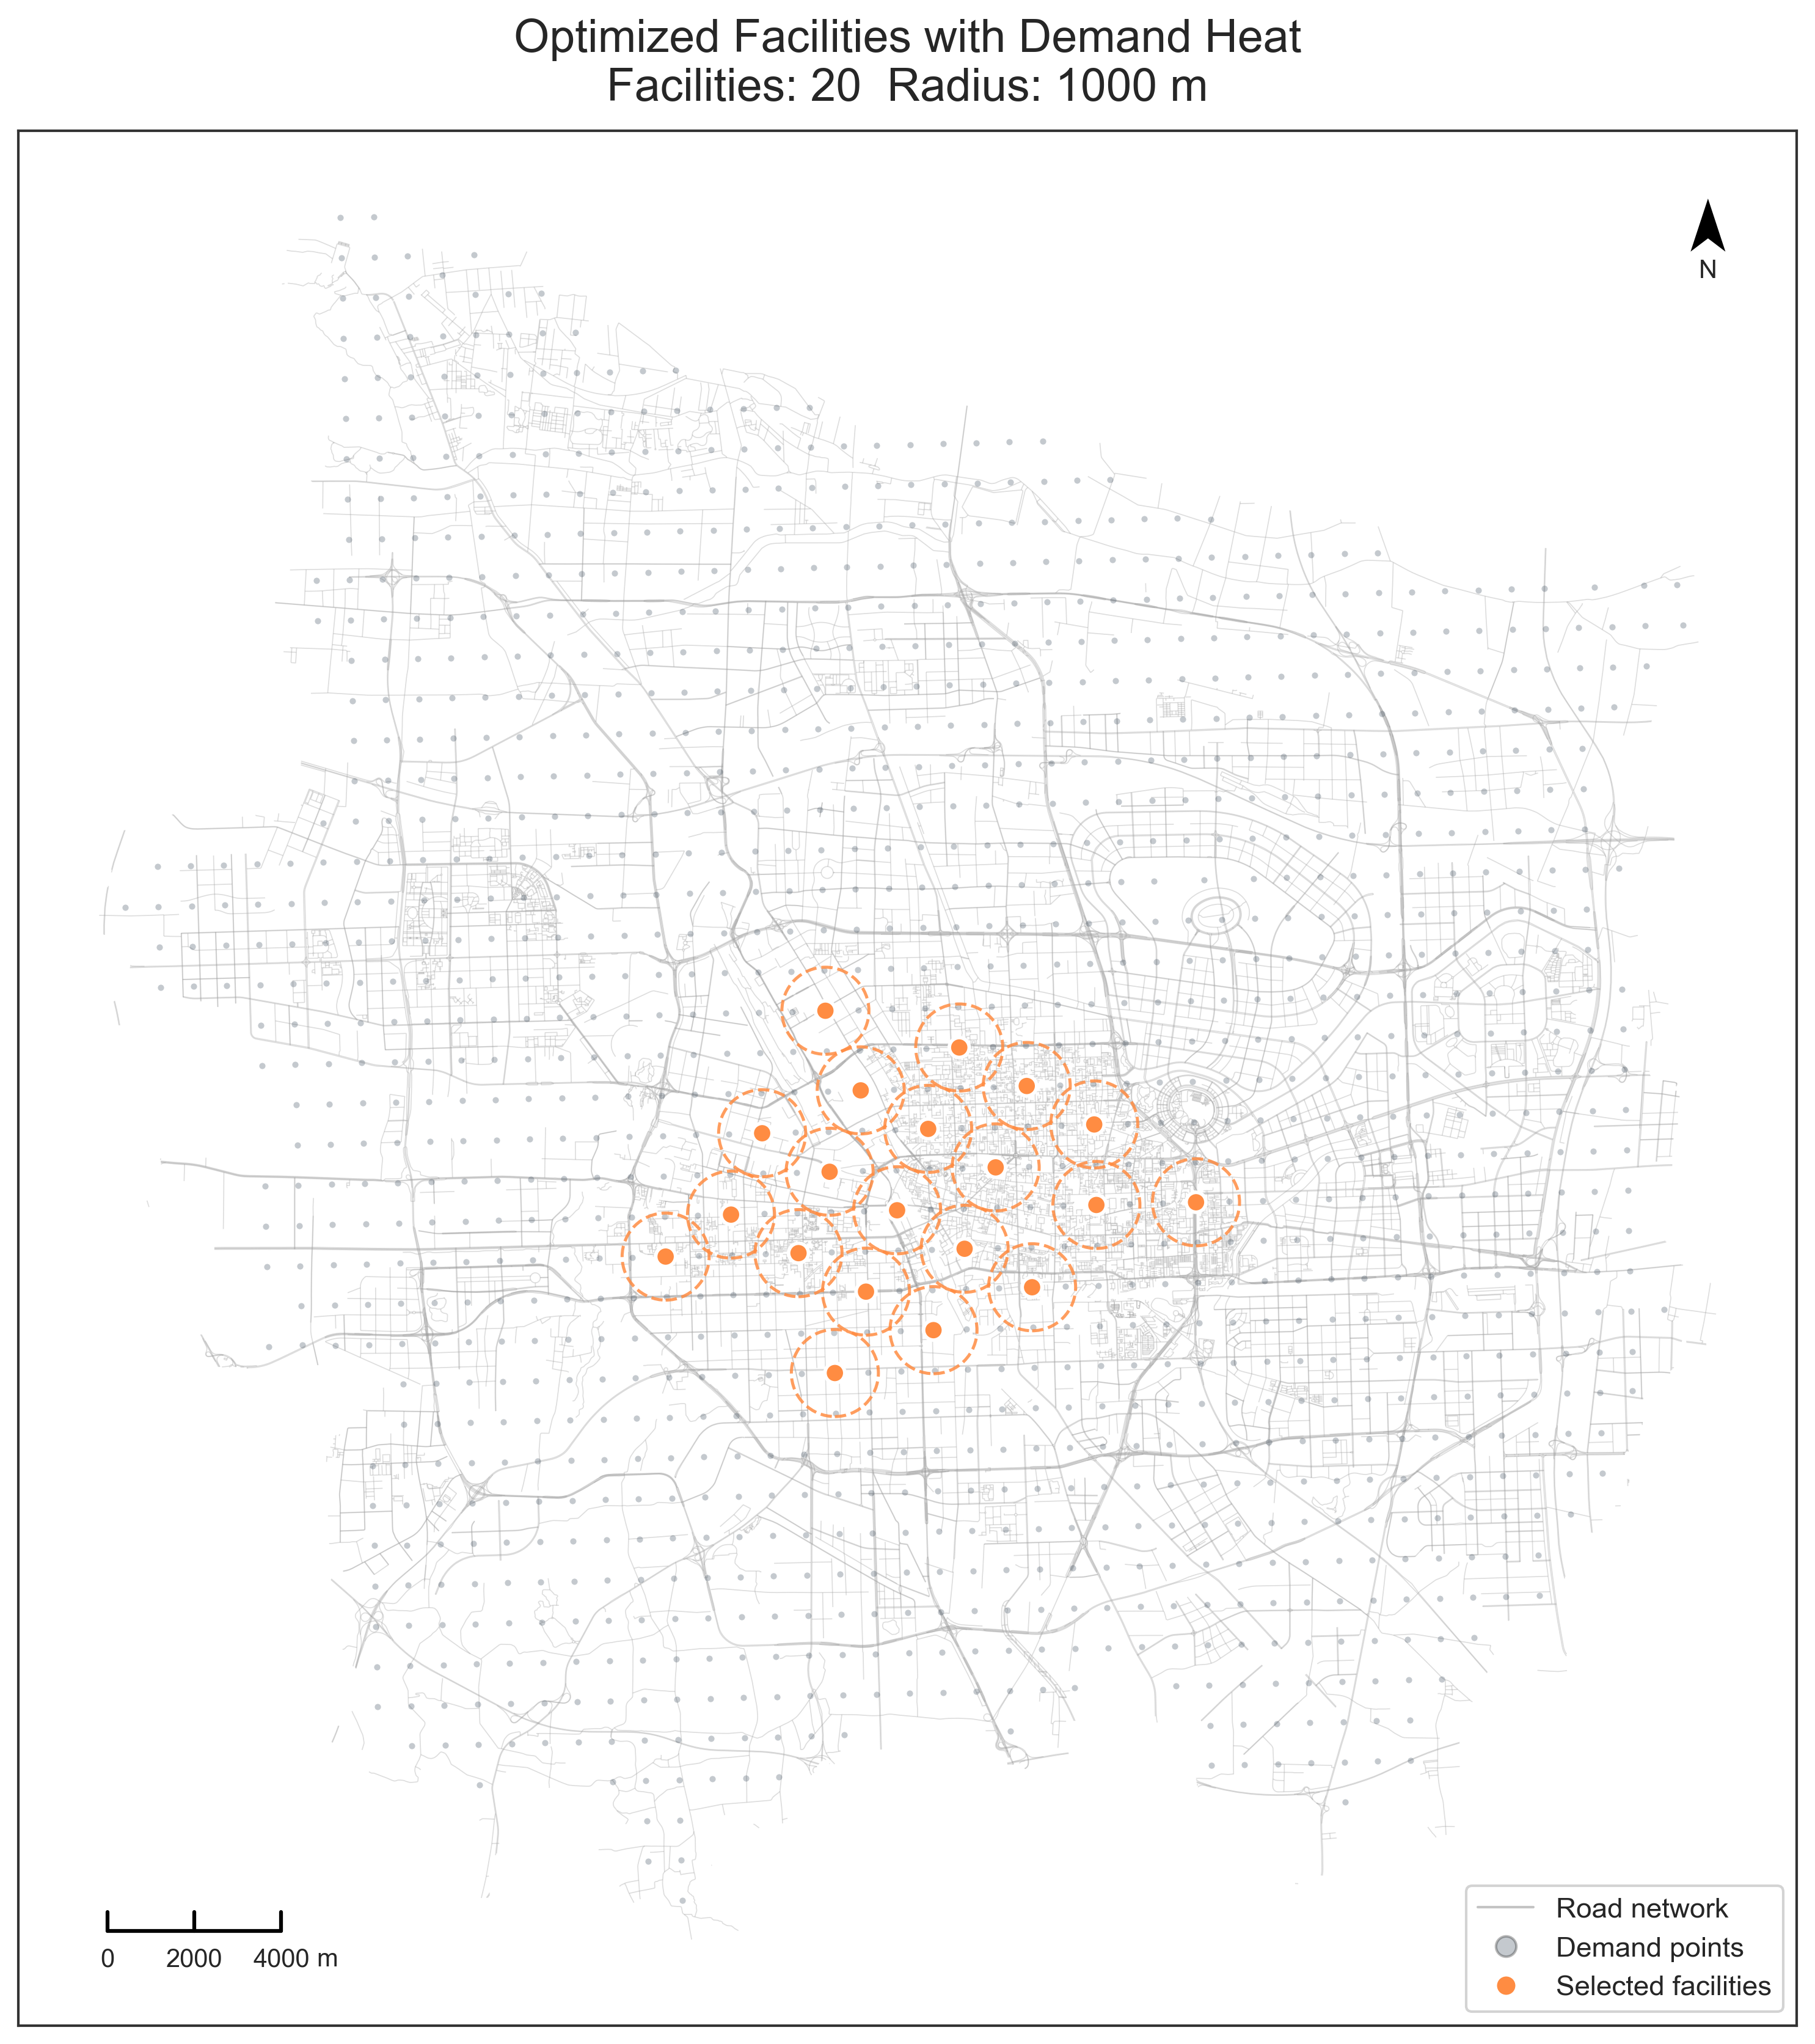 Optimized Facilities with Demand Heat
Facilities: 20  Radius: 1000 m
N
0 2000 4000 m
Road network
Demand points
Selected facilities